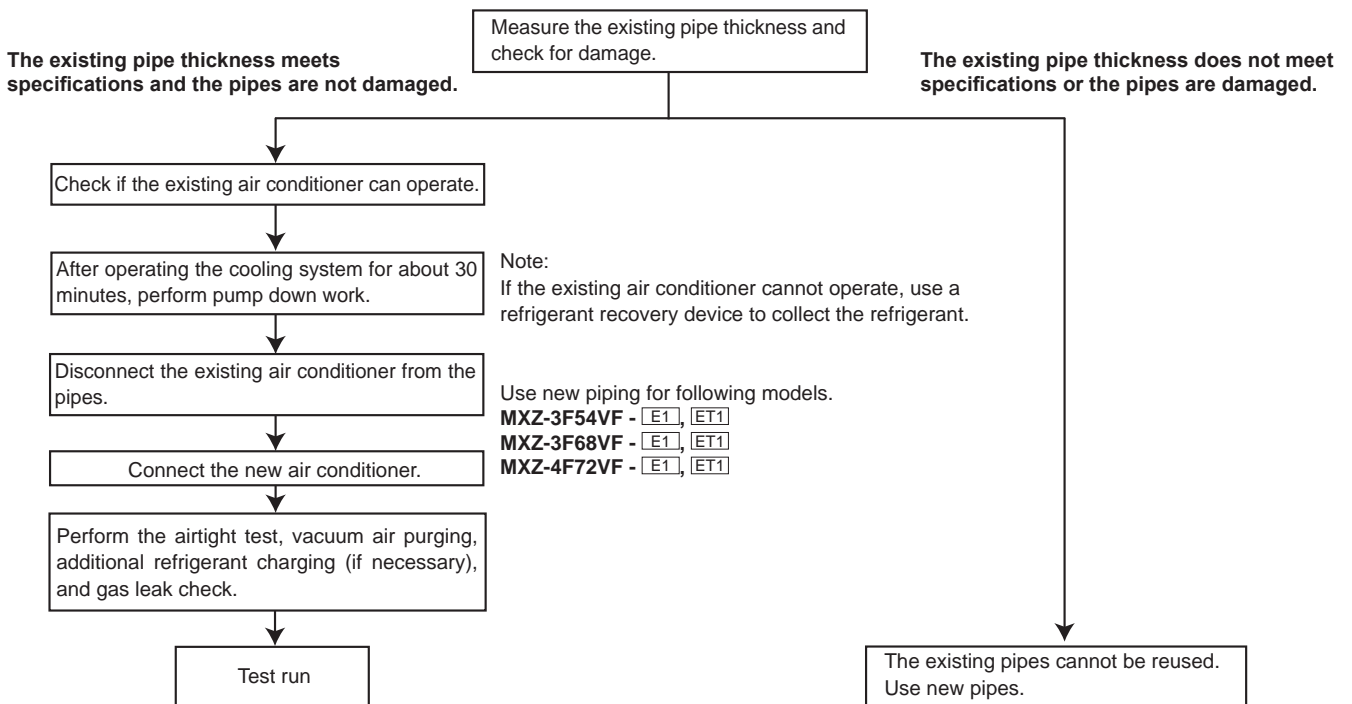 Measure the existing pipe thickness and
check for damage.
The existing pipe thickness meets
specifications and the pipes are not damaged.
The existing pipe thickness does not meet
specifications or the pipes are damaged.
Check if the existing air conditioner can operate.
After operating the cooling system for about 30
minutes, perform pump down work.
Note:
If the existing air conditioner cannot operate, use a
refrigerant recovery device to collect the refrigerant.
Disconnect the existing air conditioner from the
pipes.
Use new piping for following models.
MXZ-3F54VF - E1, ET1
MXZ-3F68VF - E1, ET1
MXZ-4F72VF - E1, ET1
Connect the new air conditioner.
Perform the airtight test, vacuum air purging,
additional refrigerant charging (if necessary),
and gas leak check.
Test run
The existing pipes cannot be reused.
Use new pipes.